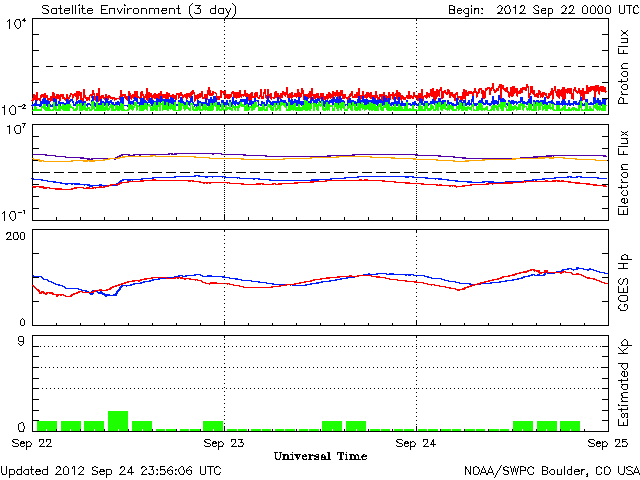 Satellite Environment (3 day) Begin: 2012 Sep 22 0000 UTC
10^4
10^-2
Proton Flux
10^7
10^-1
Electron Flux
200
0
GOES Hp
9
0
Estimated Kp
Sep 22 Sep 23 Sep 24 Sep 25
Universal Time
Updated 2012 Sep 24 23:56:06 UTC NOAA/SWPC Boulder, CO USA